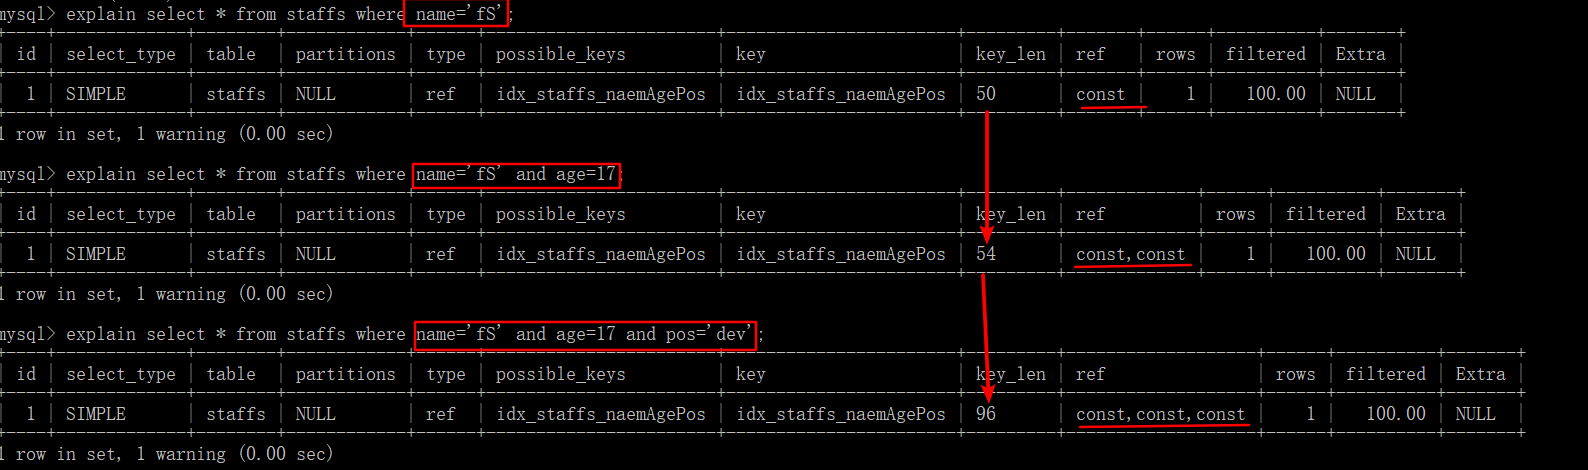 mysql> explain select * from staffs where name='fS';
| id | select_type | table | partitions | type | possible_keys | key | key_len | ref | rows | filtered | Extra |
| 1 | SIMPLE | staffs | NULL | ref | idx_staffs_naemAgePos | idx_staffs_naemAgePos | 50 | const | 1 | 100.00 | NULL |
1 row in set, 1 warning (0.00 sec)
mysql> explain select * from staffs where name='fS' and age=17;
| id | select_type | table | partitions | type | possible_keys | key | key_len | ref | rows | filtered | Extra |
| 1 | SIMPLE | staffs | NULL | ref | idx_staffs_naemAgePos | idx_staffs_naemAgePos | 54 | const,const | 1 | 100.00 | NULL |
1 row in set, 1 warning (0.00 sec)
mysql> explain select * from staffs where name='fS' and age=17 and pos='dev';
| id | select_type | table | partitions | type | possible_keys | key | key_len | ref | rows | filtered | Extra |
| 1 | SIMPLE | staffs | NULL | ref | idx_staffs_naemAgePos | idx_staffs_naemAgePos | 96 | const,const,const | 1 | 100.00 | NULL |
1 row in set, 1 warning (0.00 sec)